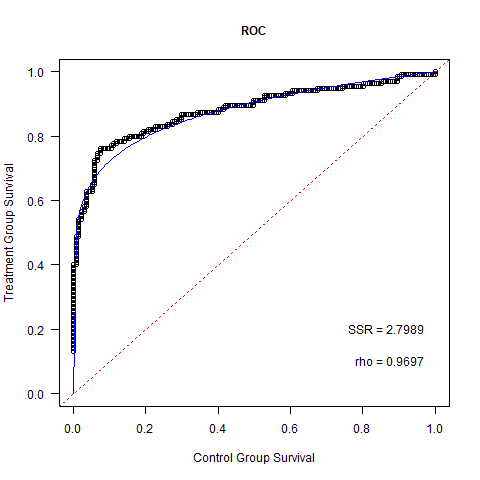 ROC
Treatment Group Survival
1.0
0.8
0.6
0.4
0.2
0.0
SSR = 2.7989
rho = 0.9697
0.0 0.2 0.4 0.6 0.8 1.0
Control Group Survival